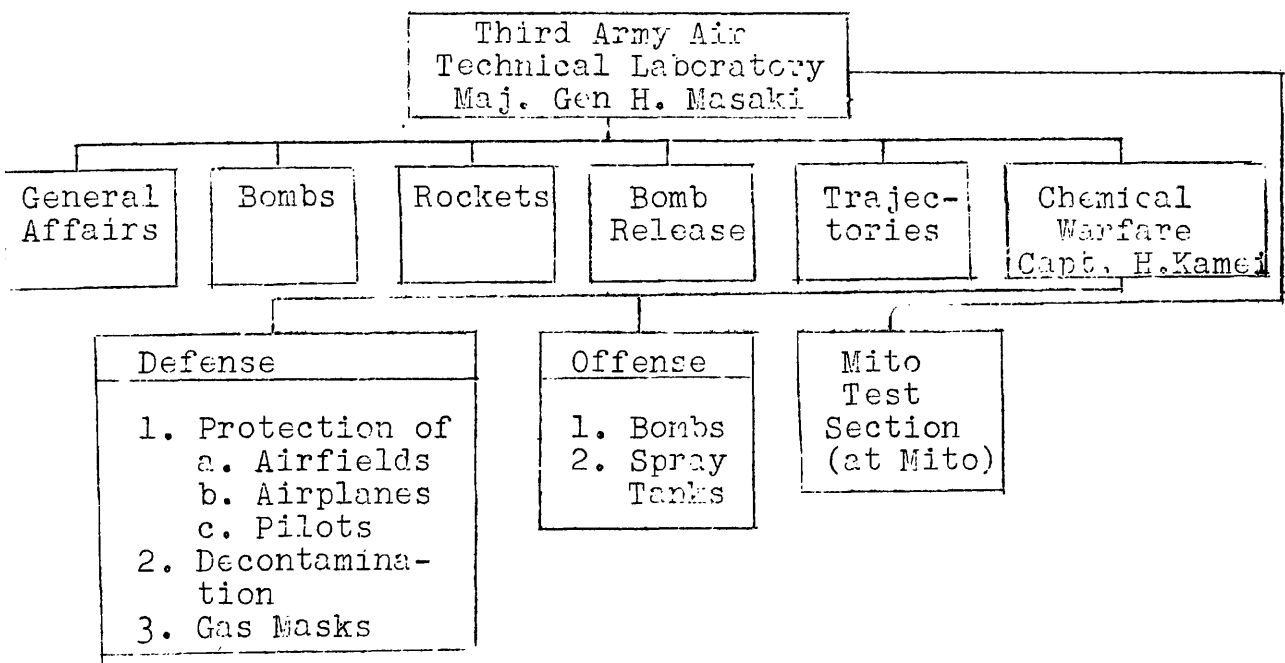 Third Army Air
Technical Laboratory
Maj. Gen H. Masaki
General
Affairs
Bombs
Rockets
Bomb
Release
Trajec-
tories
Chemical
Warfare
Capt. H.Kamei
Defense
1. Protection of
a. Airfields
b. Airplanes
c. Pilots
2. Decontamina-
tion
3. Gas Masks
Offense
1. Bombs
2. Spray
Tanks
Mito
Test
Section
(at Mito)